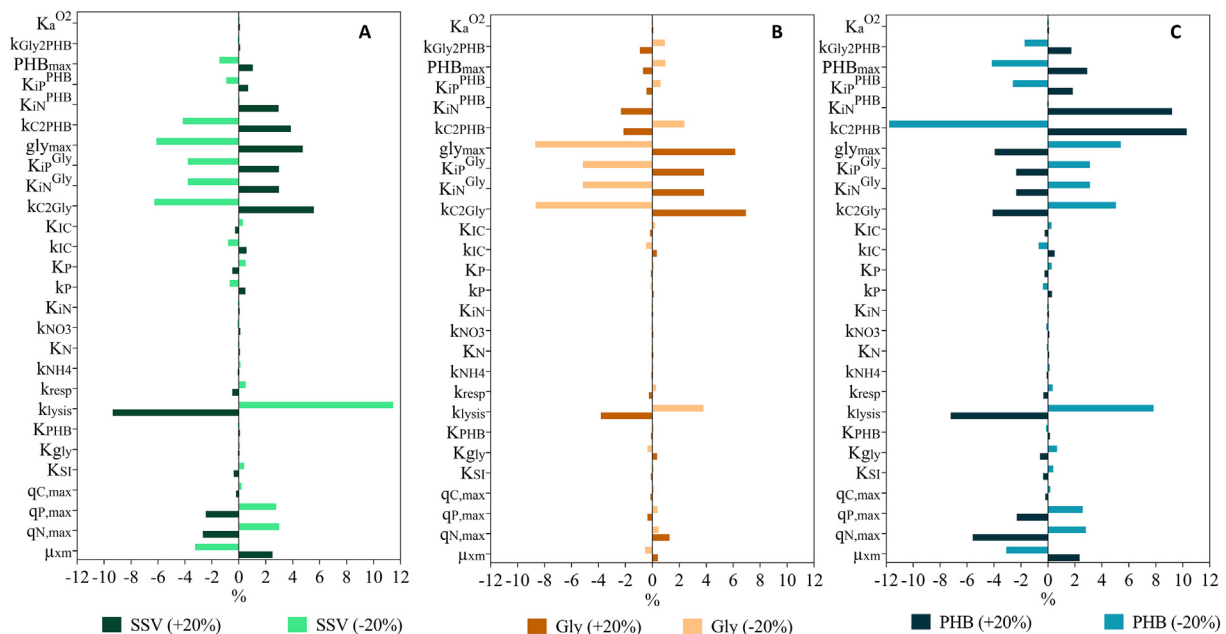 A
Ka^O2
kGly2PHB
PHBmax
KiP^PHB
KiN^PHB
kC2PHB
glymax
KiP^Gly
KiN^Gly
kC2Gly
KIC
kIC
KP
kP
KiN
kNO3
KN
kNH4
kresp
klysis
KPHB
Kgly
KSI
qC,max
qP,max
qN,max
μxm
-12 -10 -8 -6 -4 -2 0 2 4 6 8 10 12
%
SSV (+20%) SSV (-20%)
B
Ka^O2
kGly2PHB
PHBmax
KiP^PHB
KiN^PHB
kC2PHB
glymax
KiP^Gly
KiN^Gly
kC2Gly
KIC
kIC
KP
kP
KiN
kNO3
KN
kNH4
kresp
klysis
KPHB
Kgly
KSI
qC,max
qP,max
qN,max
μxm
-12 -10 -8 -6 -4 -2 0 2 4 6 8 10 12
%
Gly (+20%) Gly (-20%)
C
Ka^O2
kGly2PHB
PHBmax
KiP^PHB
KiN^PHB
kC2PHB
glymax
KiP^Gly
KiN^Gly
kC2Gly
KIC
kIC
KP
kP
KiN
kNO3
KN
kNH4
kresp
klysis
KPHB
Kgly
KSI
qC,max
qP,max
qN,max
μxm
-12 -10 -8 -6 -4 -2 0 2 4 6 8 10 12
%
PHB (+20%) PHB (-20%)